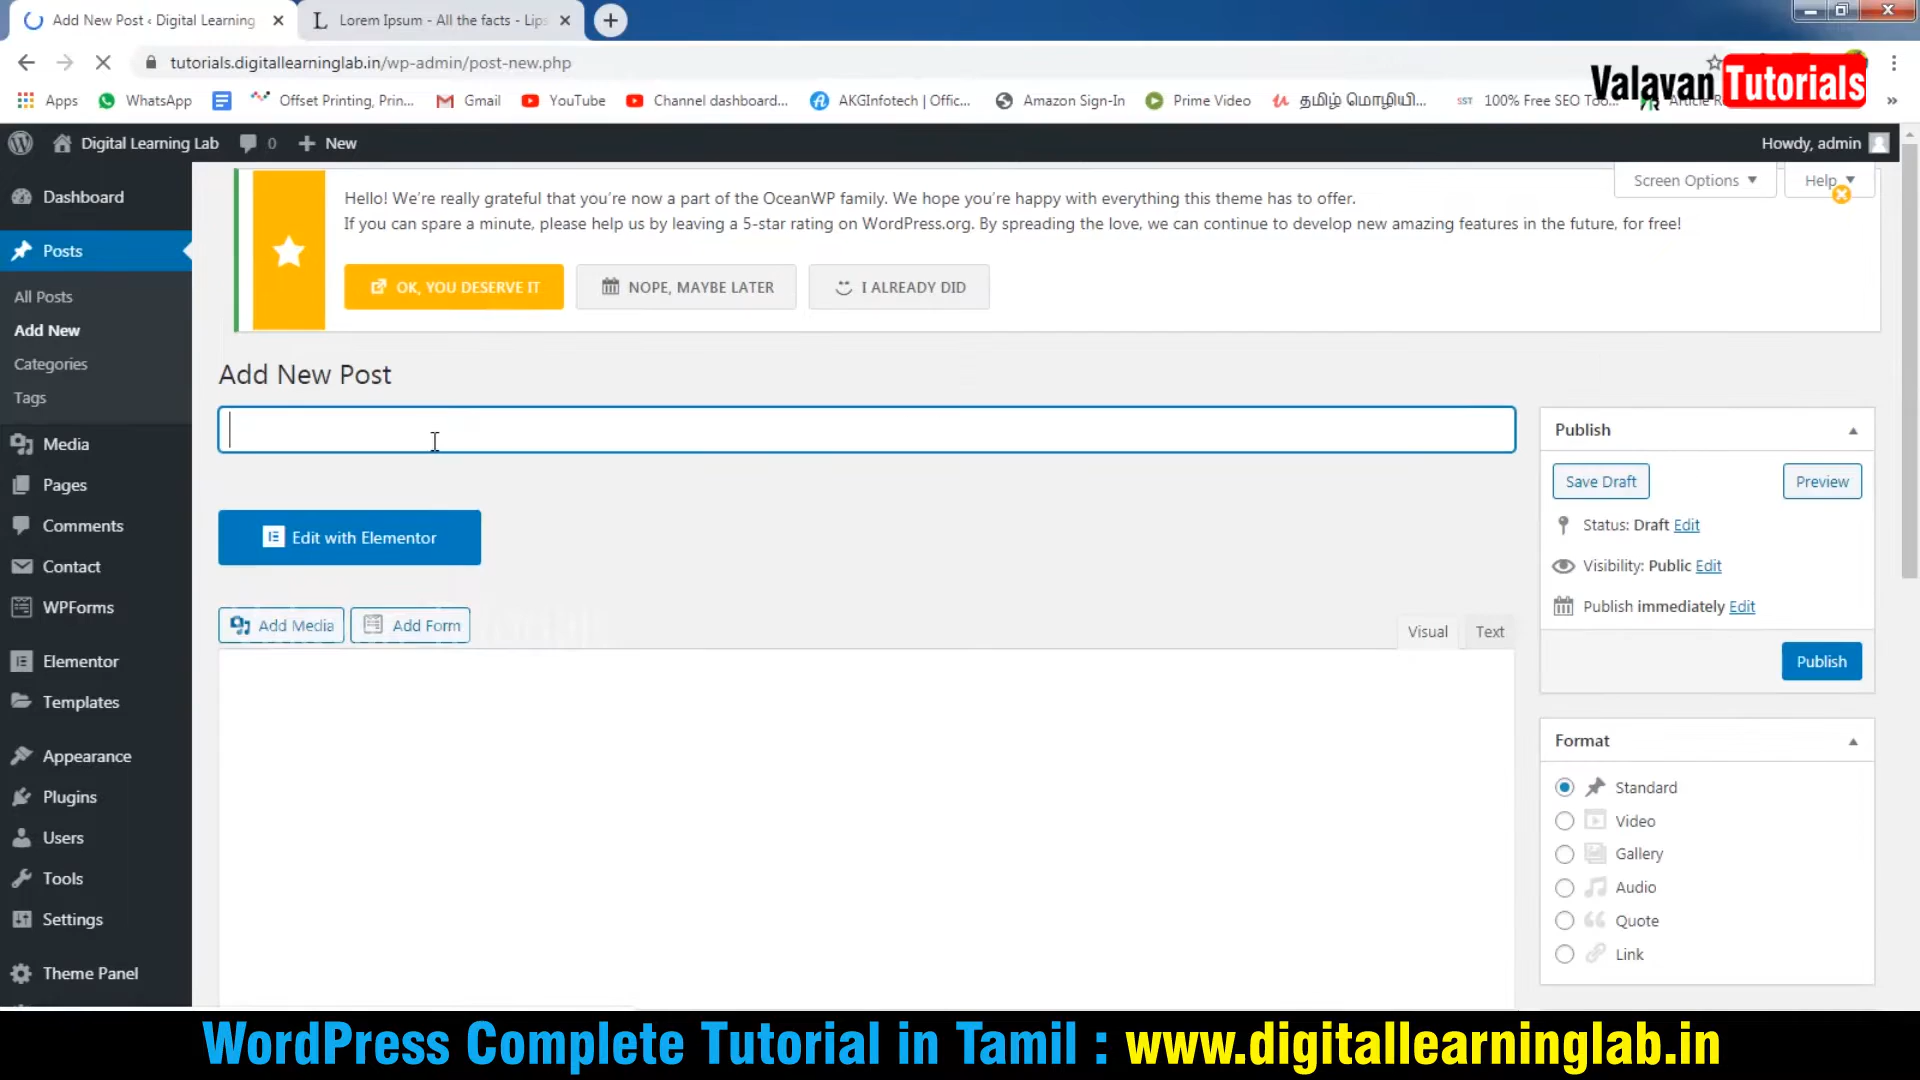 Add New Post ‹ Digital Learning
Lorem Ipsum - All the facts - Lips
tutorials.digitallearninglab.in/wp-admin/post-new.php
Valavan Tutorials
Apps
WhatsApp
Offset Printing, Prin...
Gmail
YouTube
Channel dashboard...
AKGInfotech | Offic...
Amazon Sign-In
Prime Video
தமிழ் மொழியி...
SST 100% Free SEO Too...
Digital Learning Lab
0
New
Howdy, admin
Screen Options
Help
Hello! We're really grateful that you're now a part of the OceanWP family. We hope you're happy with everything this theme has to offer.
If you can spare a minute, please help us by leaving a 5-star rating on WordPress.org. By spreading the love, we can continue to develop new amazing features in the future, for free!
OK, YOU DESERVE IT
NOPE, MAYBE LATER
I ALREADY DID
Dashboard
Posts
All Posts
Add New
Categories
Tags
Media
Pages
Comments
Contact
WPForms
Elementor
Templates
Appearance
Plugins
Users
Tools
Settings
Theme Panel
Add New Post
Edit with Elementor
Add Media
Add Form
Visual
Text
Publish
Save Draft
Preview
Status: Draft Edit
Visibility: Public Edit
Publish immediately Edit
Publish
Format
Standard
Video
Gallery
Audio
Quote
Link
WordPress Complete Tutorial in Tamil : www.digitallearninglab.in